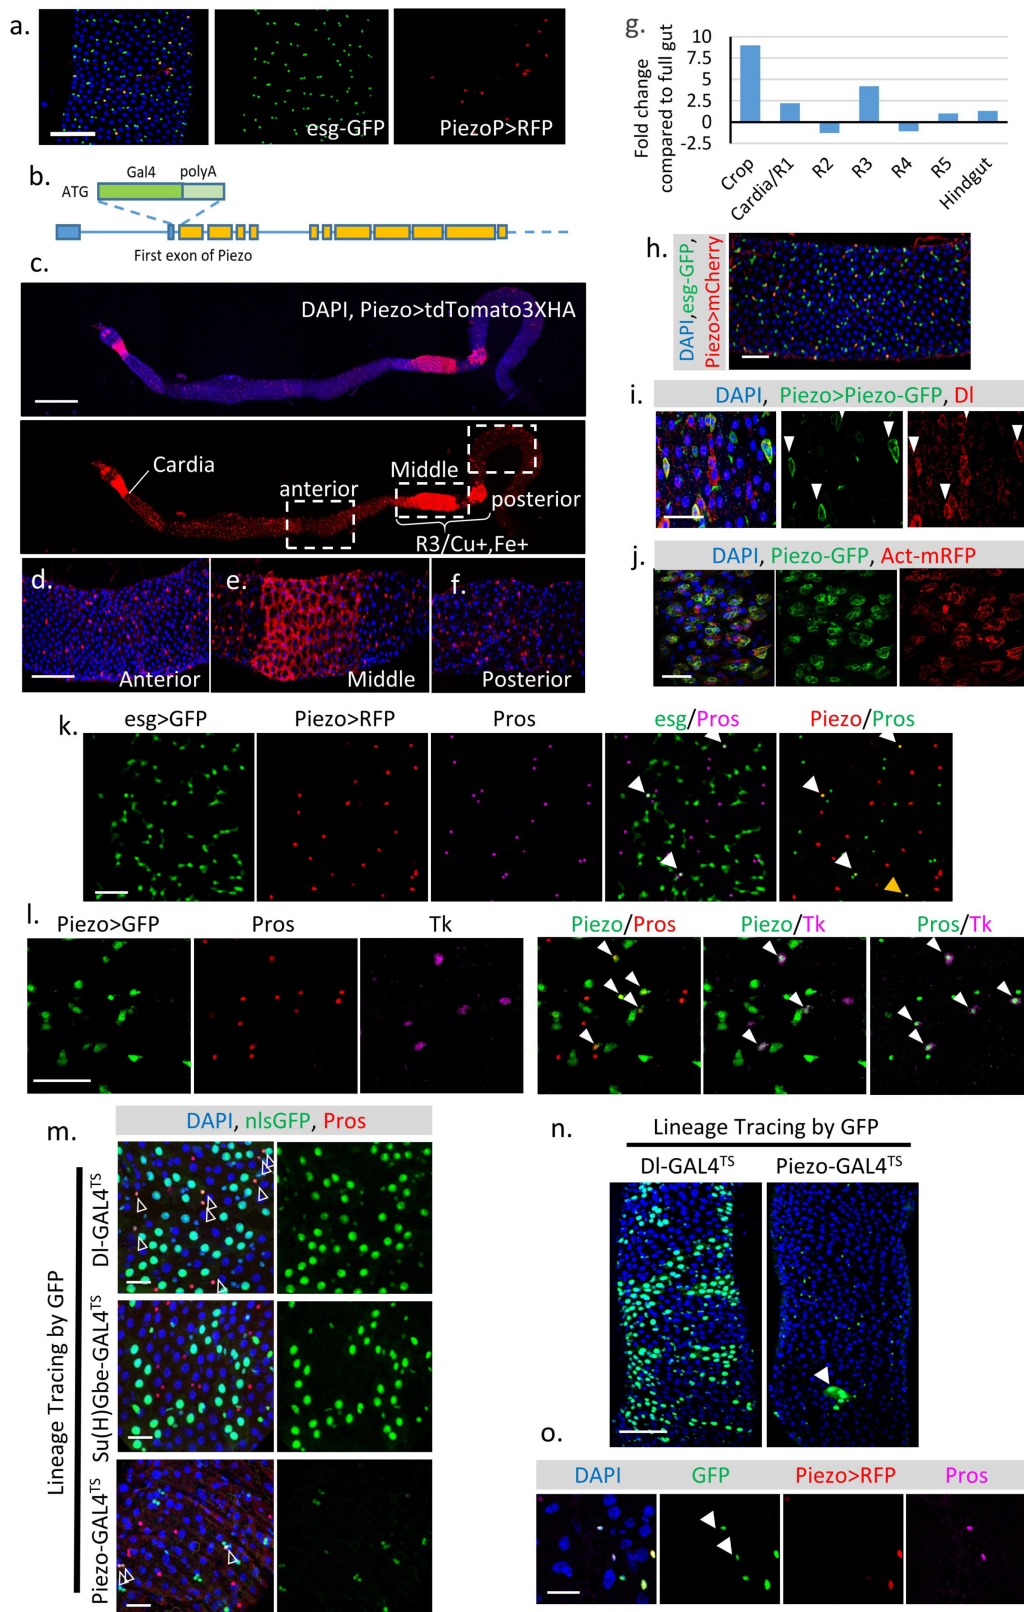 a.
esg-GFP
PiezoP>RFP
b.
Gal4
polyA
ATG
First exon of Piezo
c.
DAPI, Piezo>tdTomato3XHA
Cardia
anterior
Middle
posterior
R3/Cu+,Fe+
d.
Anterior
e.
Middle
f.
Posterior
g.
Fold change
compared to full gut
10
7.5
5
2.5
0
-2.5
Crop
Cardia/R1
R2
R3
R4
R5
Hindgut
h.
DAPI,esg-GFP,
Piezo>mCherry
i.
DAPI, Piezo>Piezo-GFP, Dl
j.
DAPI, Piezo-GFP, Act-mRFP
k.
esg>GFP
Piezo>RFP
Pros
esg/Pros
Piezo/Pros
l.
Piezo>GFP
Pros
Tk
Piezo/Pros
Piezo/Tk
Pros/Tk
m.
DAPI, nlsGFP, Pros
Lineage Tracing by GFP
Dl-GAL4TS
Su(H)Gbe-GAL4TS
Piezo-GAL4TS
n.
Lineage Tracing by GFP
Dl-GAL4TS
Piezo-GAL4TS
o.
DAPI
GFP
Piezo>RFP
Pros